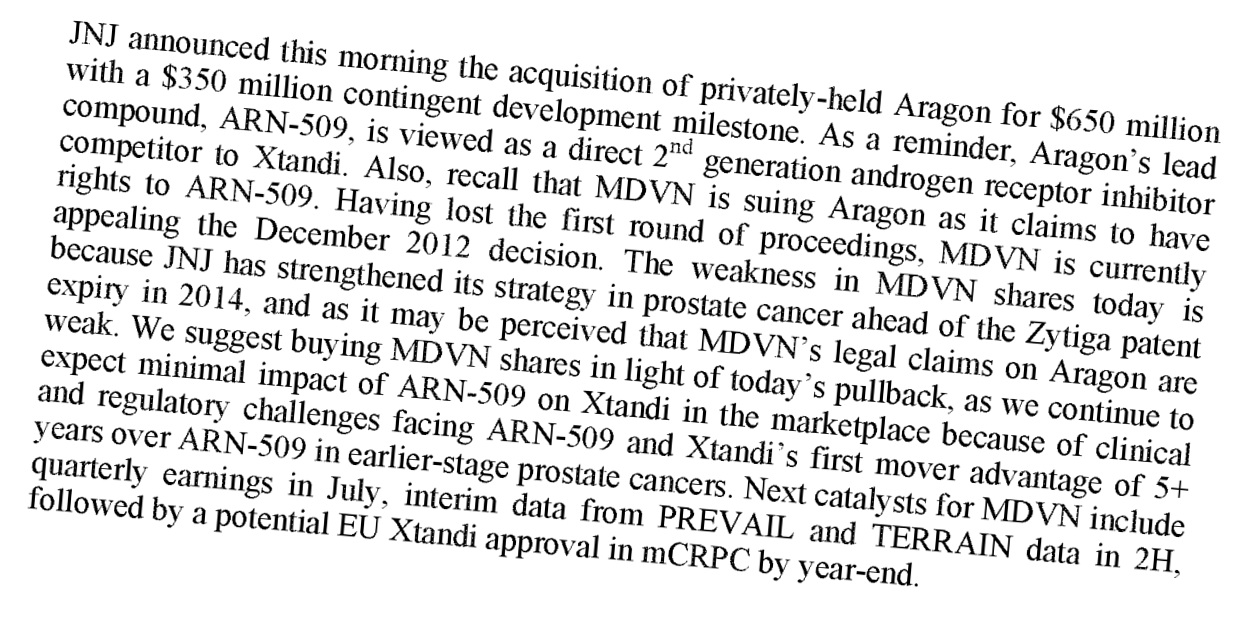 JNJ announced this morning the acquisition of privately-held Aragon for $650 million
with a $350 million contingent development milestone. As a reminder, Aragon's lead
compound, ARN-509, is viewed as a direct 2nd generation androgen receptor inhibitor
competitor to Xtandi. Also, recall that MDVN is suing Aragon as it claims to have
rights to ARN-509. Having lost the first round of proceedings, MDVN is currently
appealing the December 2012 decision. The weakness in MDVN shares today is
because JNJ has strengthened its strategy in prostate cancer ahead of the Zytiga patent
expiry in 2014, and as it may be perceived that MDVN's legal claims on Aragon are
weak. We suggest buying MDVN shares in light of today's pullback, as we continue to
expect minimal impact of ARN-509 on Xtandi in the marketplace because of clinical
and regulatory challenges facing ARN-509 and Xtandi's first mover advantage of 5+
years over ARN-509 in earlier-stage prostate cancers. Next catalysts for MDVN include
quarterly earnings in July, interim data from PREVAIL and TERRAIN data in 2H,
followed by a potential EU Xtandi approval in mCRPC by year-end.